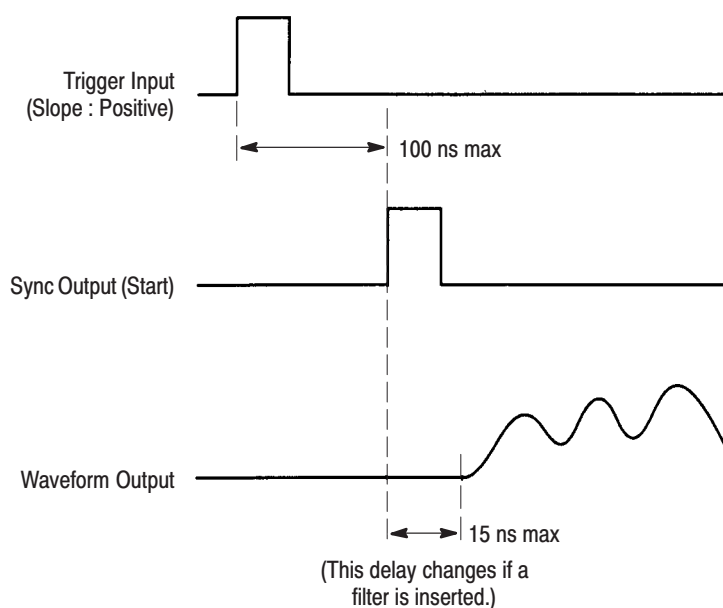 Trigger Input
(Slope : Positive)
100 ns max
Sync Output (Start)
Waveform Output
15 ns max
(This delay changes if a
filter is inserted.)